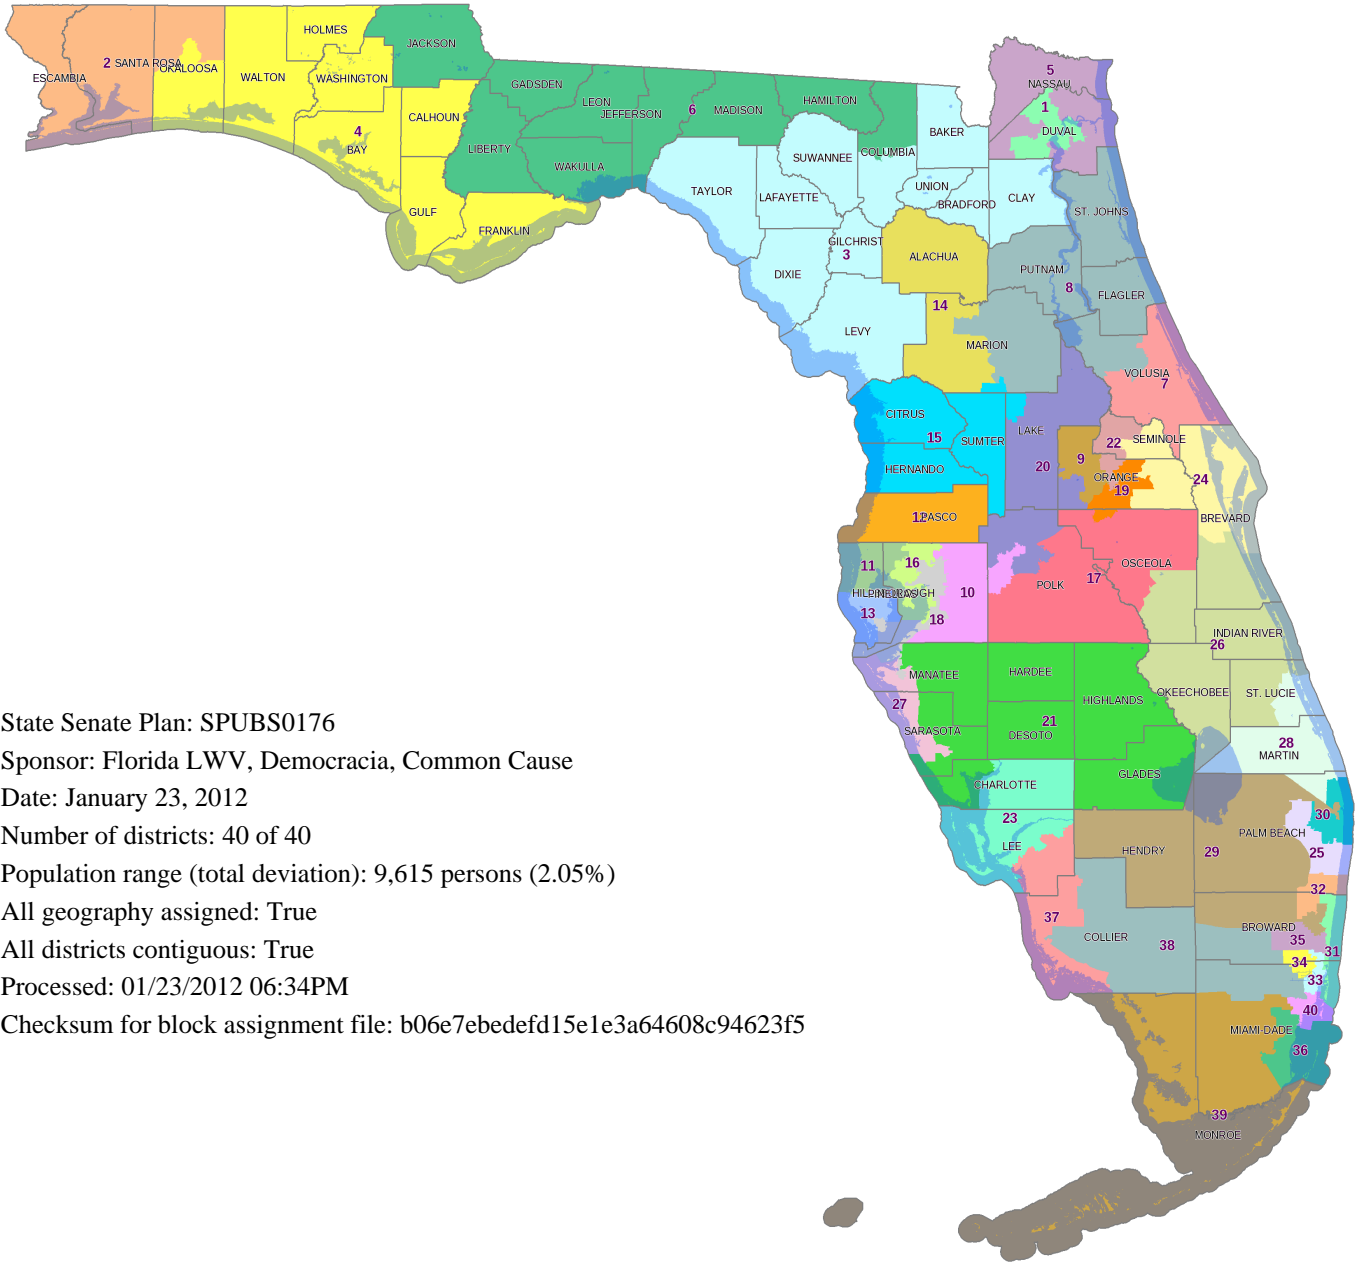 HOLMES
JACKSON
2
SANTA ROSA
OKALOOSA
ESCAMBIA
WALTON
WASHINGTON
GADSDEN
LEON
JEFFERSON
6
MADISON
HAMILTON
5
NASSAU
1
DUVAL
4
BAY
CALHOUN
LIBERTY
WAKULLA
BAKER
COLUMBIA
SUWANNEE
TAYLOR
LAFAYETTE
UNION
BRADFORD
CLAY
ST. JOHNS
GULF
FRANKLIN
GILCHRIST
3
ALACHUA
DIXIE
PUTNAM
8
FLAGLER
14
LEVY
MARION
VOLUSIA
7
CITRUS
15
SUMTER
LAKE
22
SEMINOLE
HERNANDO
20
9
ORANGE
19
24
12
PASCO
BREVARD
11
16
OSCEOLA
17
POLK
HILLSBOROUGH
PINELLAS
10
13
18
INDIAN RIVER
26
MANATEE
HARDEE
HIGHLANDS
OKEECHOBEE
ST. LUCIE
27
SARASOTA
21
DESOTO
28
MARTIN
CHARLOTTE
GLADES
23
LEE
HENDRY
29
PALM BEACH
30
25
32
37
COLLIER
38
BROWARD
35
31
34
33
40
MIAMI-DADE
36
39
MONROE
State Senate Plan: SPUBS0176
Sponsor: Florida LWV, Democracia, Common Cause
Date: January 23, 2012
Number of districts: 40 of 40
Population range (total deviation): 9,615 persons (2.05%)
All geography assigned: True
All districts contiguous: True
Processed: 01/23/2012 06:34PM
Checksum for block assignment file: b06e7ebedefd15e1e3a64608c94623f5